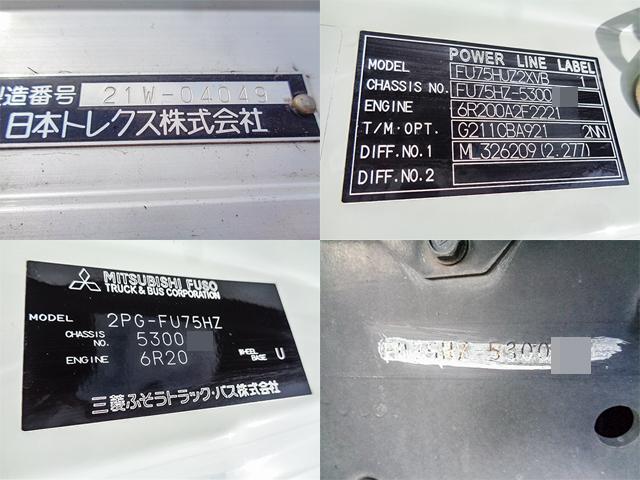 製造番号 21W-04049
日本トレクス株式会社
POWER LINE LABEL
MODEL FU75HUZ2XVB 1
CHASSIS NO. FU75HZ-5300
ENGINE 6R200A2F2221
T/M·OPT. G211CBA921 2XN
DIFF.NO.1 ML326209(2.277)
DIFF.NO.2
MITSUBISHI FUSO
TRUCK & BUS CORPORATION
MODEL 2PG-FU75HZ
CHASSIS NO. 5300
ENGINE 6R20 WHEEL BASE U
三菱ふそうトラック・バス株式会社
5300